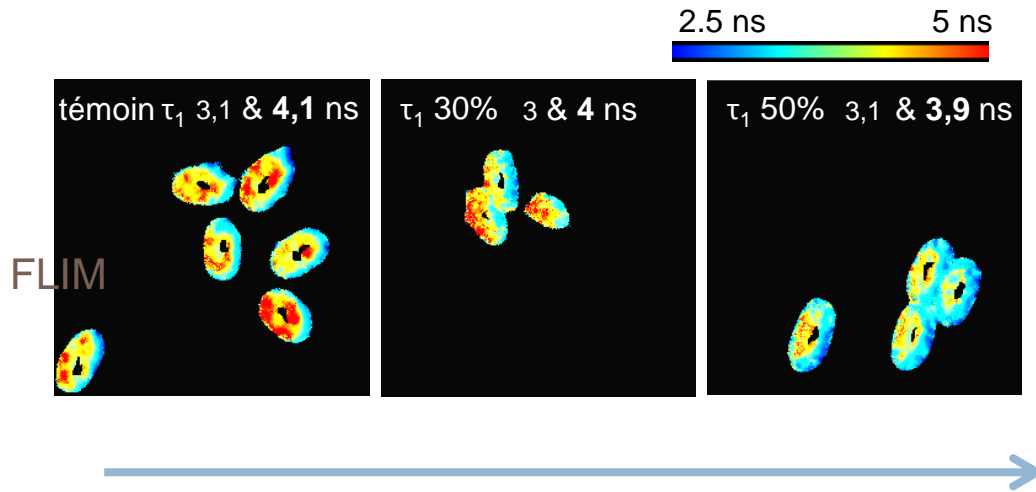 2.5 ns 5 ns
témoin τ₁ 3,1 & 4,1 ns
τ₁ 30% 3 & 4 ns
τ₁ 50% 3,1 & 3,9 ns
FLIM